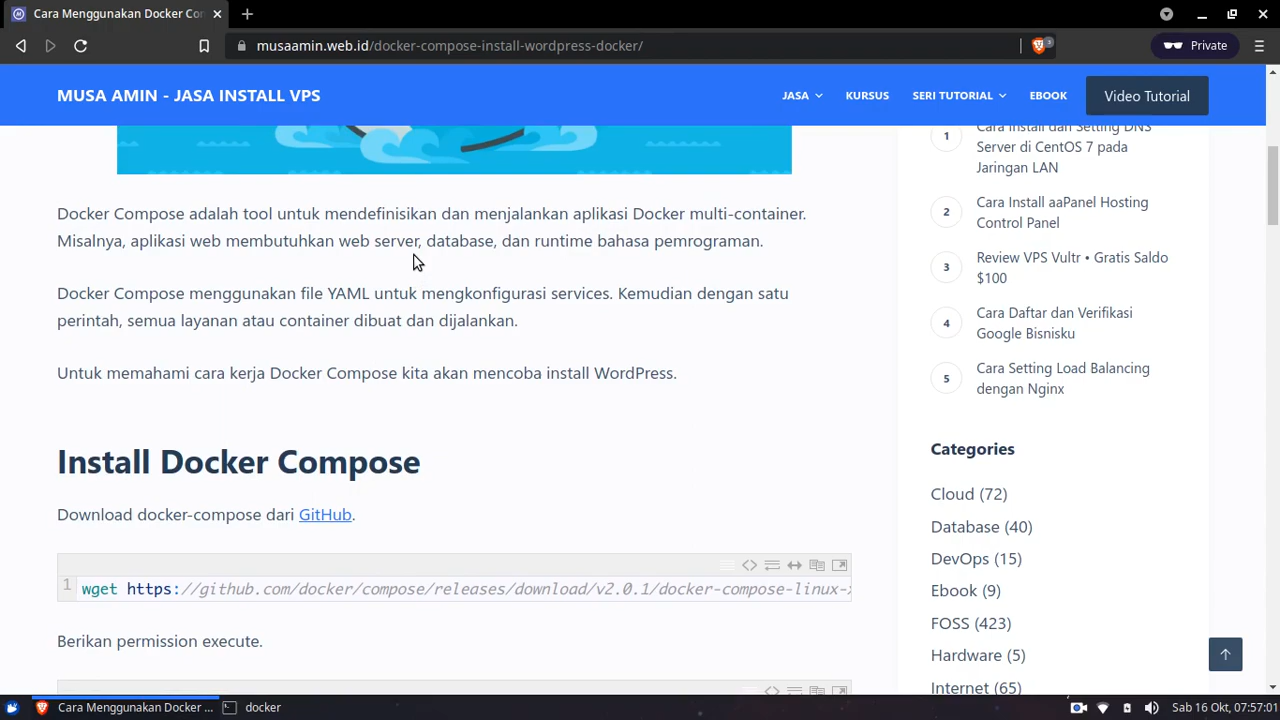 Cara Menggunakan Docker Co
musaamin.web.id/docker-compose-install-wordpress-docker/
3
Private
MUSA AMIN - JASA INSTALL VPS
JASA
KURSUS
SERI TUTORIAL
EBOOK
Video Tutorial
Docker Compose adalah tool untuk mendefinisikan dan menjalankan aplikasi Docker multi-container.
Misalnya, aplikasi web membutuhkan web server, database, dan runtime bahasa pemrograman.
Docker Compose menggunakan file YAML untuk mengkonfigurasi services. Kemudian dengan satu
perintah, semua layanan atau container dibuat dan dijalankan.
Untuk memahami cara kerja Docker Compose kita akan mencoba install WordPress.
Install Docker Compose
Download docker-compose dari GitHub.
1 wget https://github.com/docker/compose/releases/download/v2.0.1/docker-compose-linux-
Berikan permission execute.
1 Cara Install dan Setting DNS
Server di CentOS 7 pada
Jaringan LAN
2 Cara Install aaPanel Hosting
Control Panel
3 Review VPS Vultr • Gratis Saldo
$100
4 Cara Daftar dan Verifikasi
Google Bisnisku
5 Cara Setting Load Balancing
dengan Nginx
Categories
Cloud (72)
Database (40)
DevOps (15)
Ebook (9)
FOSS (423)
Hardware (5)
Internet (65)
Cara Menggunakan Docker ...
docker
Sab 16 Okt, 07:57:01